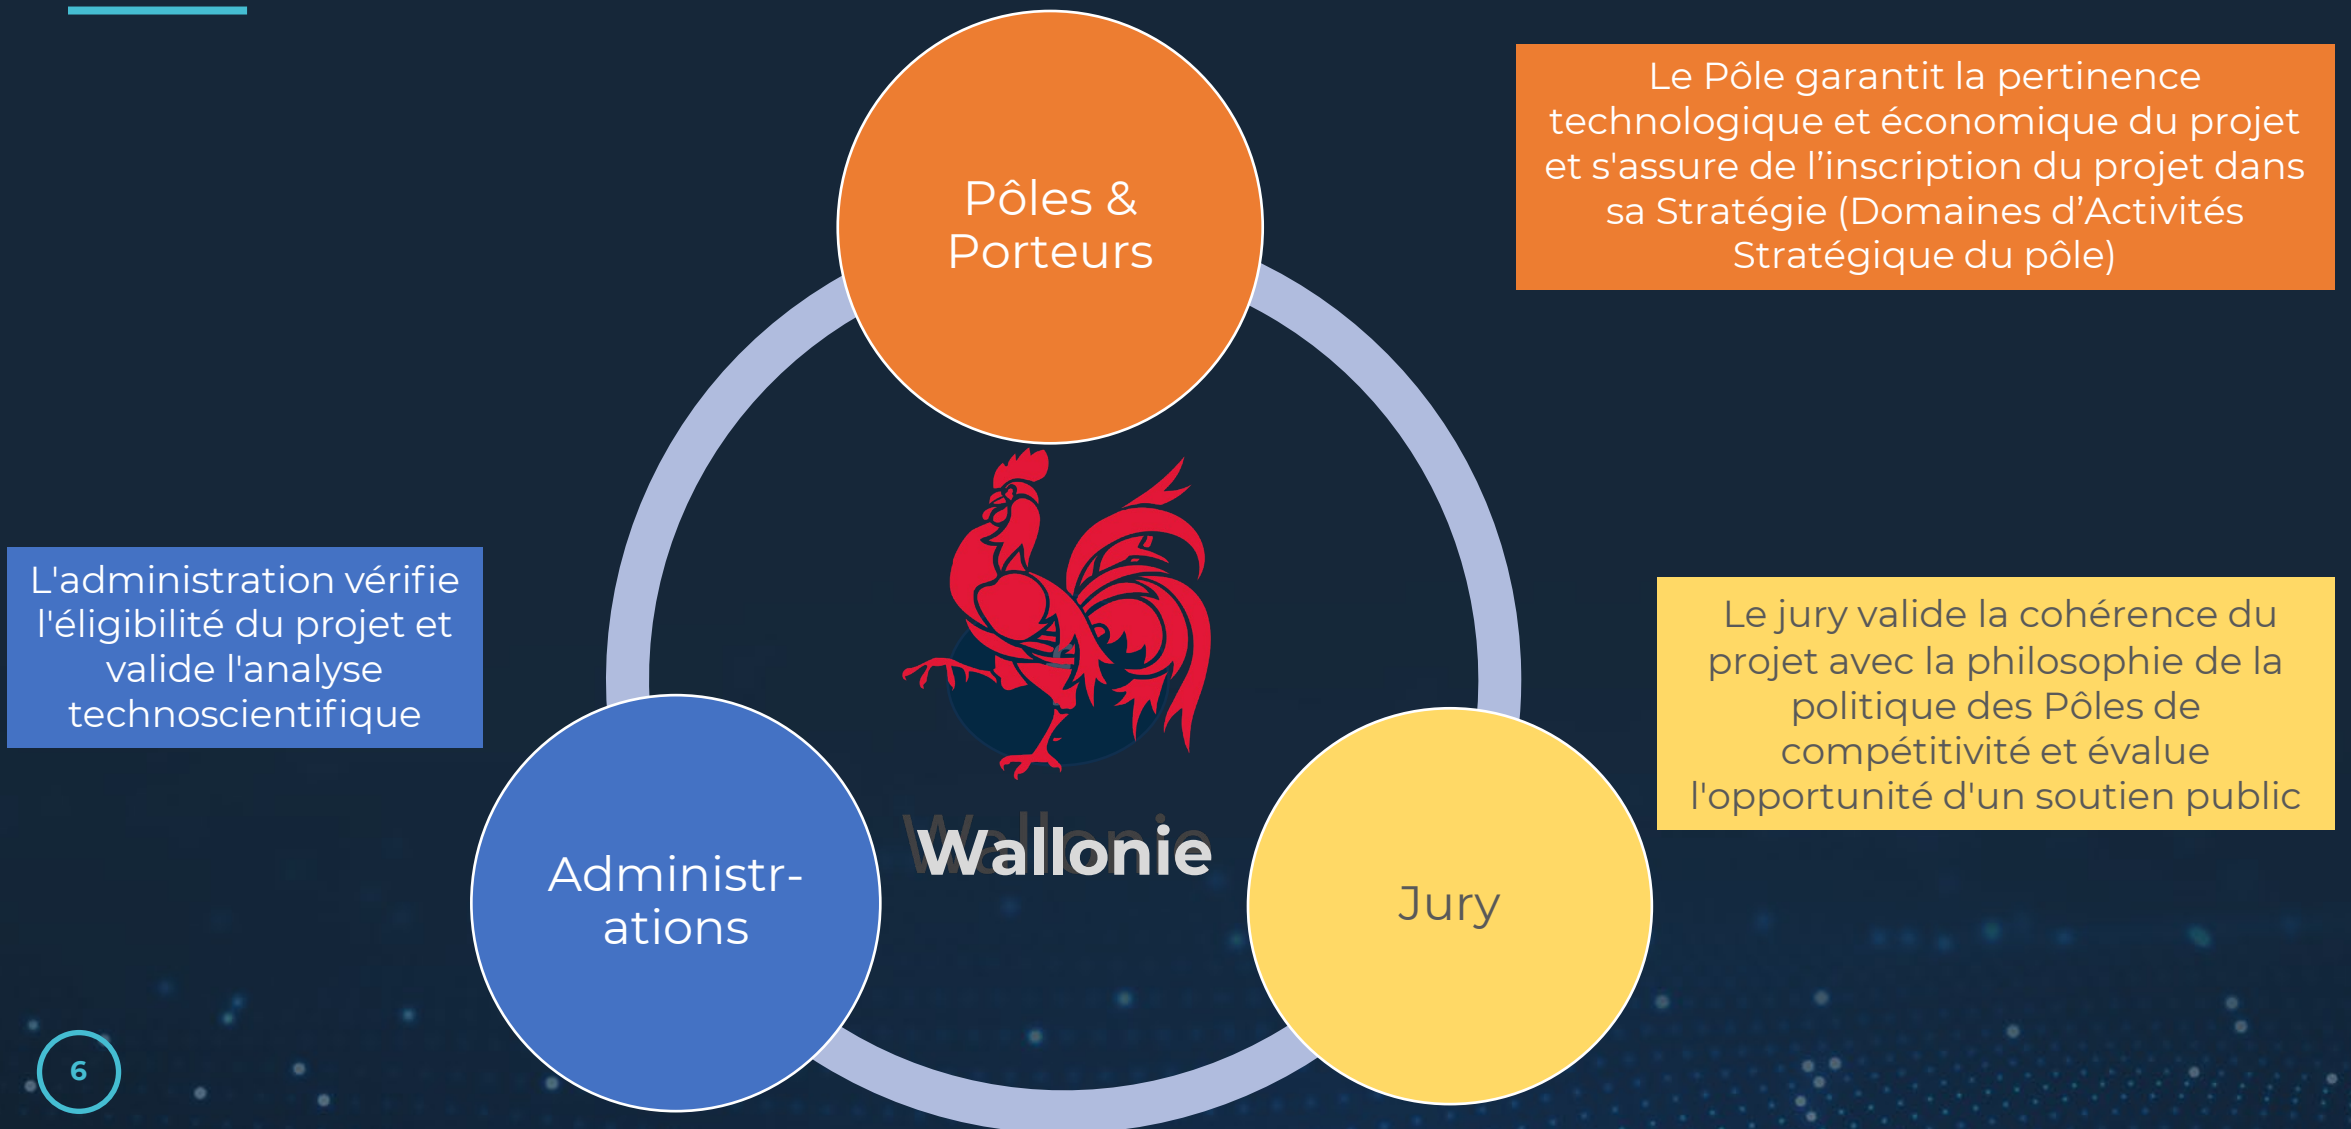 Pôles &
Porteurs
Le Pôle garantit la pertinence
technologique et économique du projet
et s'assure de l’inscription du projet dans
sa Stratégie (Domaines d’Activités
Stratégique du pôle)
L'administration vérifie
l'éligibilité du projet et
valide l'analyse
technoscientifique
Le jury valide la cohérence du
projet avec la philosophie de la
politique des Pôles de
compétitivité et évalue
l'opportunité d'un soutien public
Wallonie
Wallonie
Administr-
ations
Jury
6